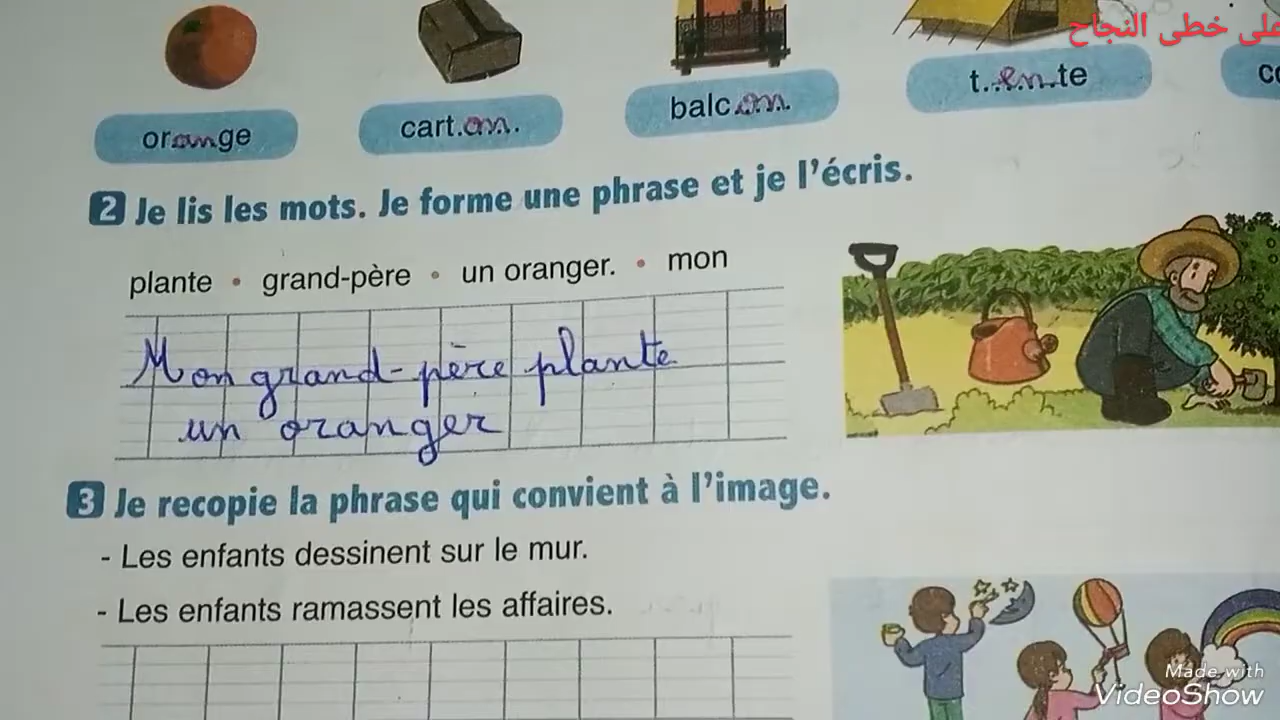 على خطى النجاح
orange
cart.on.
balc.on.
t..en..te
2 Je lis les mots. Je forme une phrase et je l'écris.
plante • grand-père • un oranger. • mon
Mon grand-père plante
un oranger
3 Je recopie la phrase qui convient à l'image.
- Les enfants dessinent sur le mur.
- Les enfants ramassent les affaires.
Made with
VideoShow